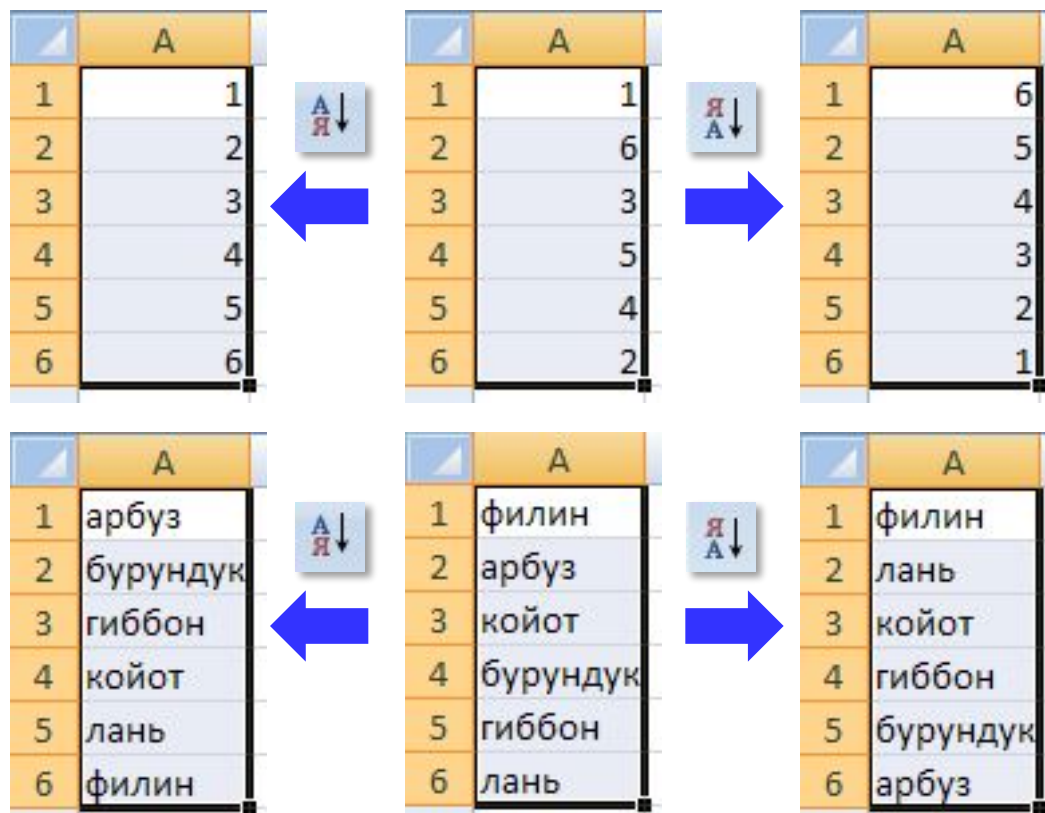 A A A
1 1 А Я 1 1 Я А 1 6
2 2 2 6 2 5
3 3 3 3 3 4
4 4 4 5 4 3
5 5 5 4 5 2
6 6 6 2 6 1
A A A
1 арбуз А Я 1 филин Я А 1 филин
2 бурундук 2 арбуз 2 лань
3 гиббон 3 койот 3 койот
4 койот 4 бурундук 4 гиббон
5 лань 5 гиббон 5 бурундук
6 филин 6 лань 6 арбуз